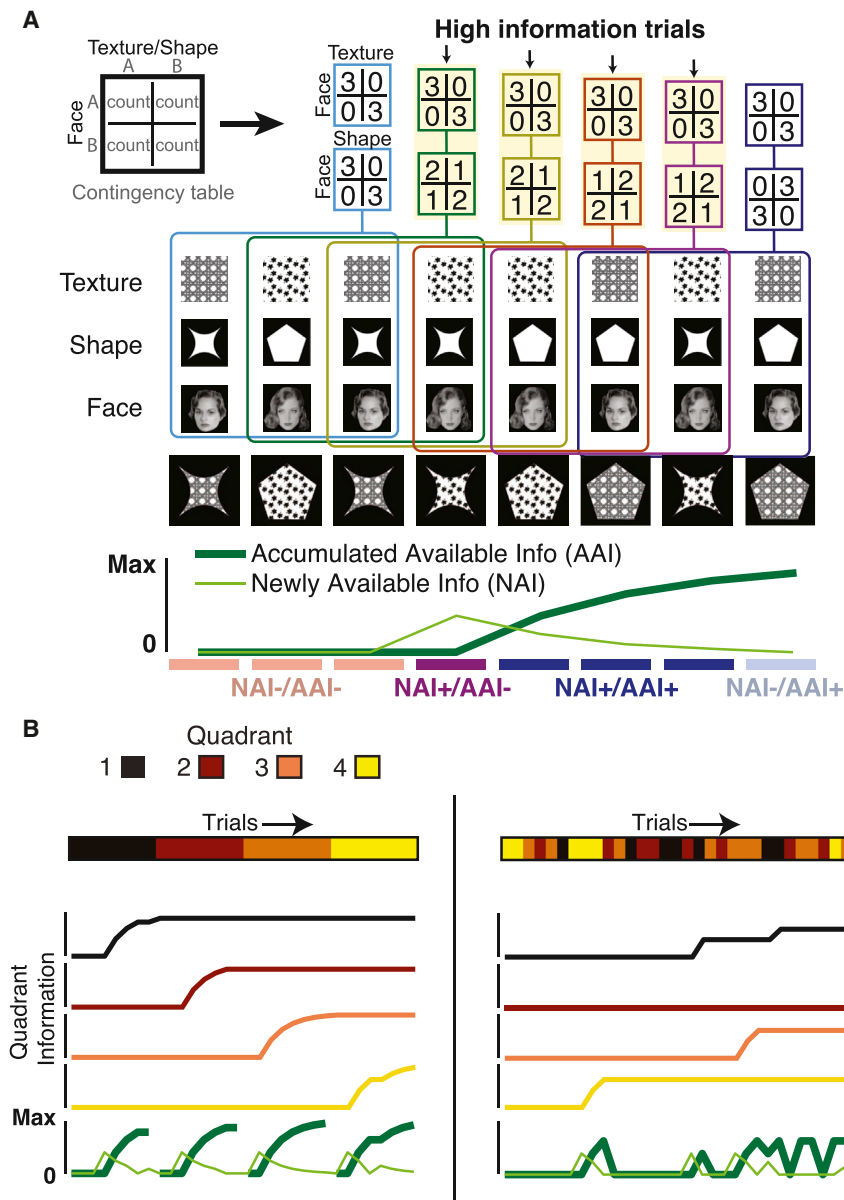 A
High information trials
Texture/Shape
A B
Face
A count count
B count count
Contingency table
Texture
Face
3 0
0 3
3 0
0 3
3 0
0 3
3 0
0 3
3 0
0 3
3 0
0 3
Shape
Face
3 0
0 3
2 1
1 2
2 1
1 2
1 2
2 1
1 2
2 1
0 3
3 0
Texture
Shape
Face
Max
0
Accumulated Available Info (AAI)
Newly Available Info (NAI)
NAI-/AAI- NAI+/AAI- NAI+/AAI+ NAI-/AAI+
B
Quadrant
1 2 3 4
Trials
Trials
Quadrant
Information
Max
0